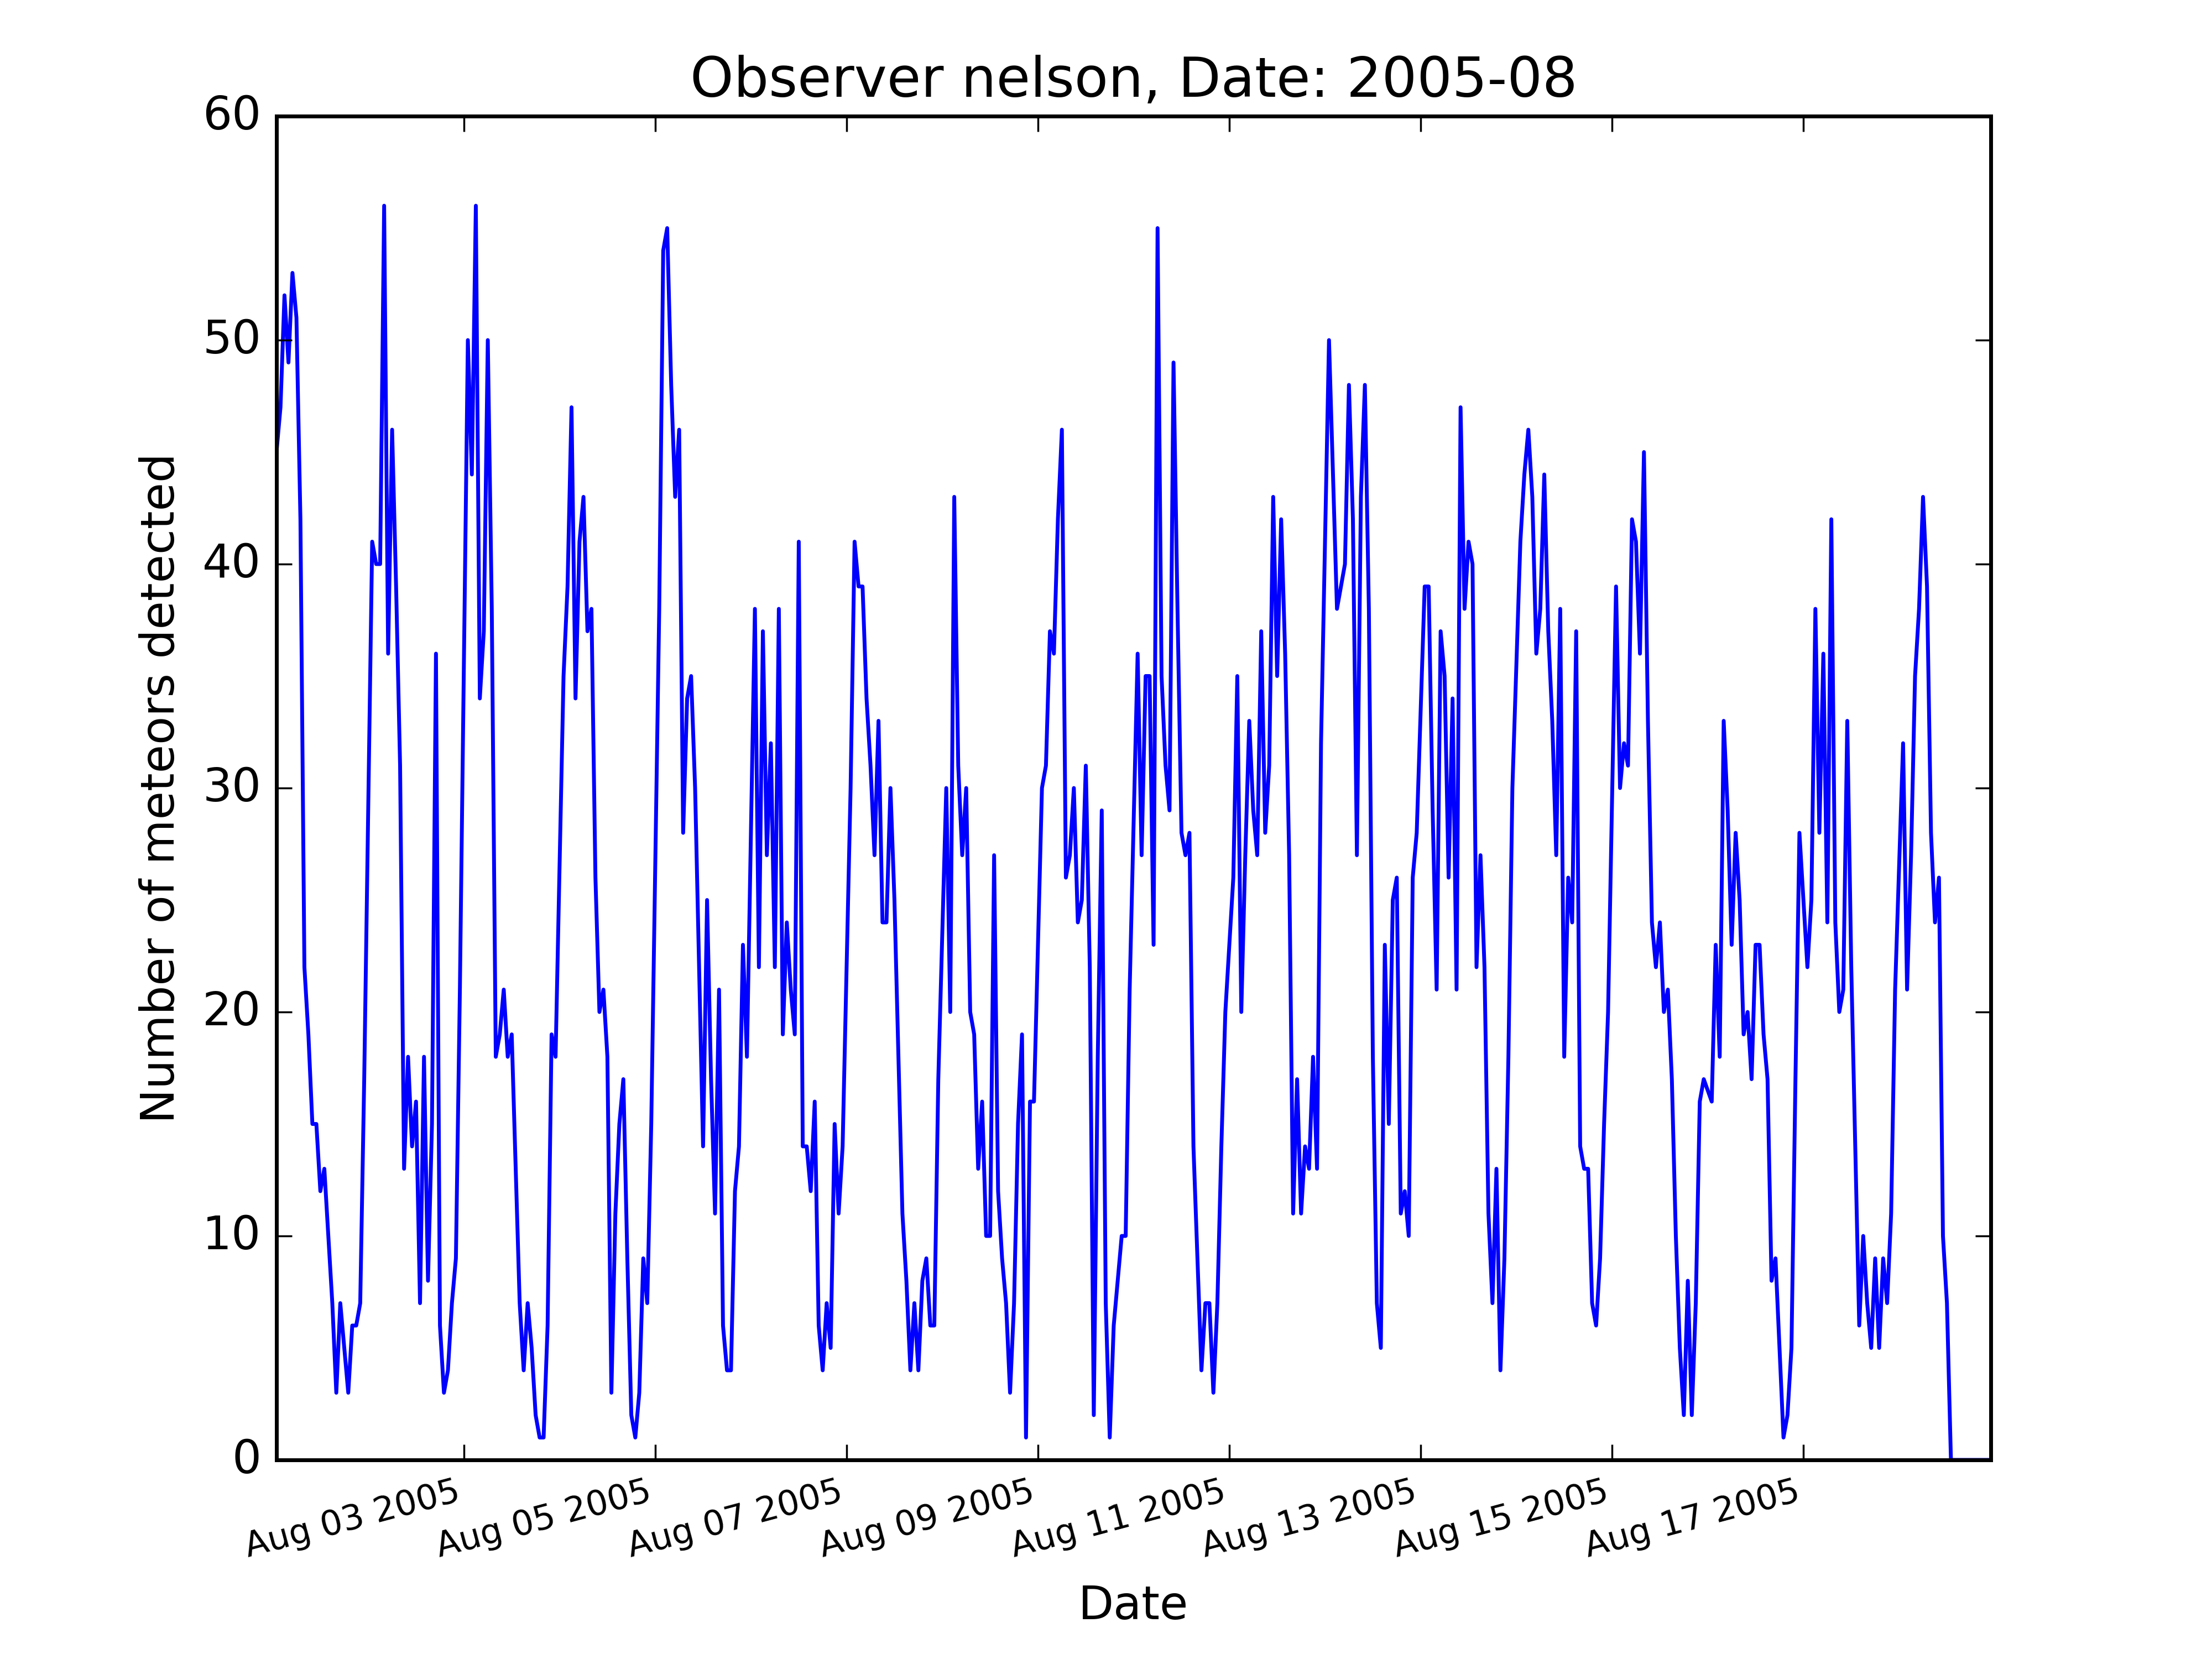 Observer nelson, Date: 2005-08
60
50
40
30
20
10
0
Number of meteors detected
Aug 03 2005
Aug 05 2005
Aug 07 2005
Aug 09 2005
Aug 11 2005
Aug 13 2005
Aug 15 2005
Aug 17 2005
Date